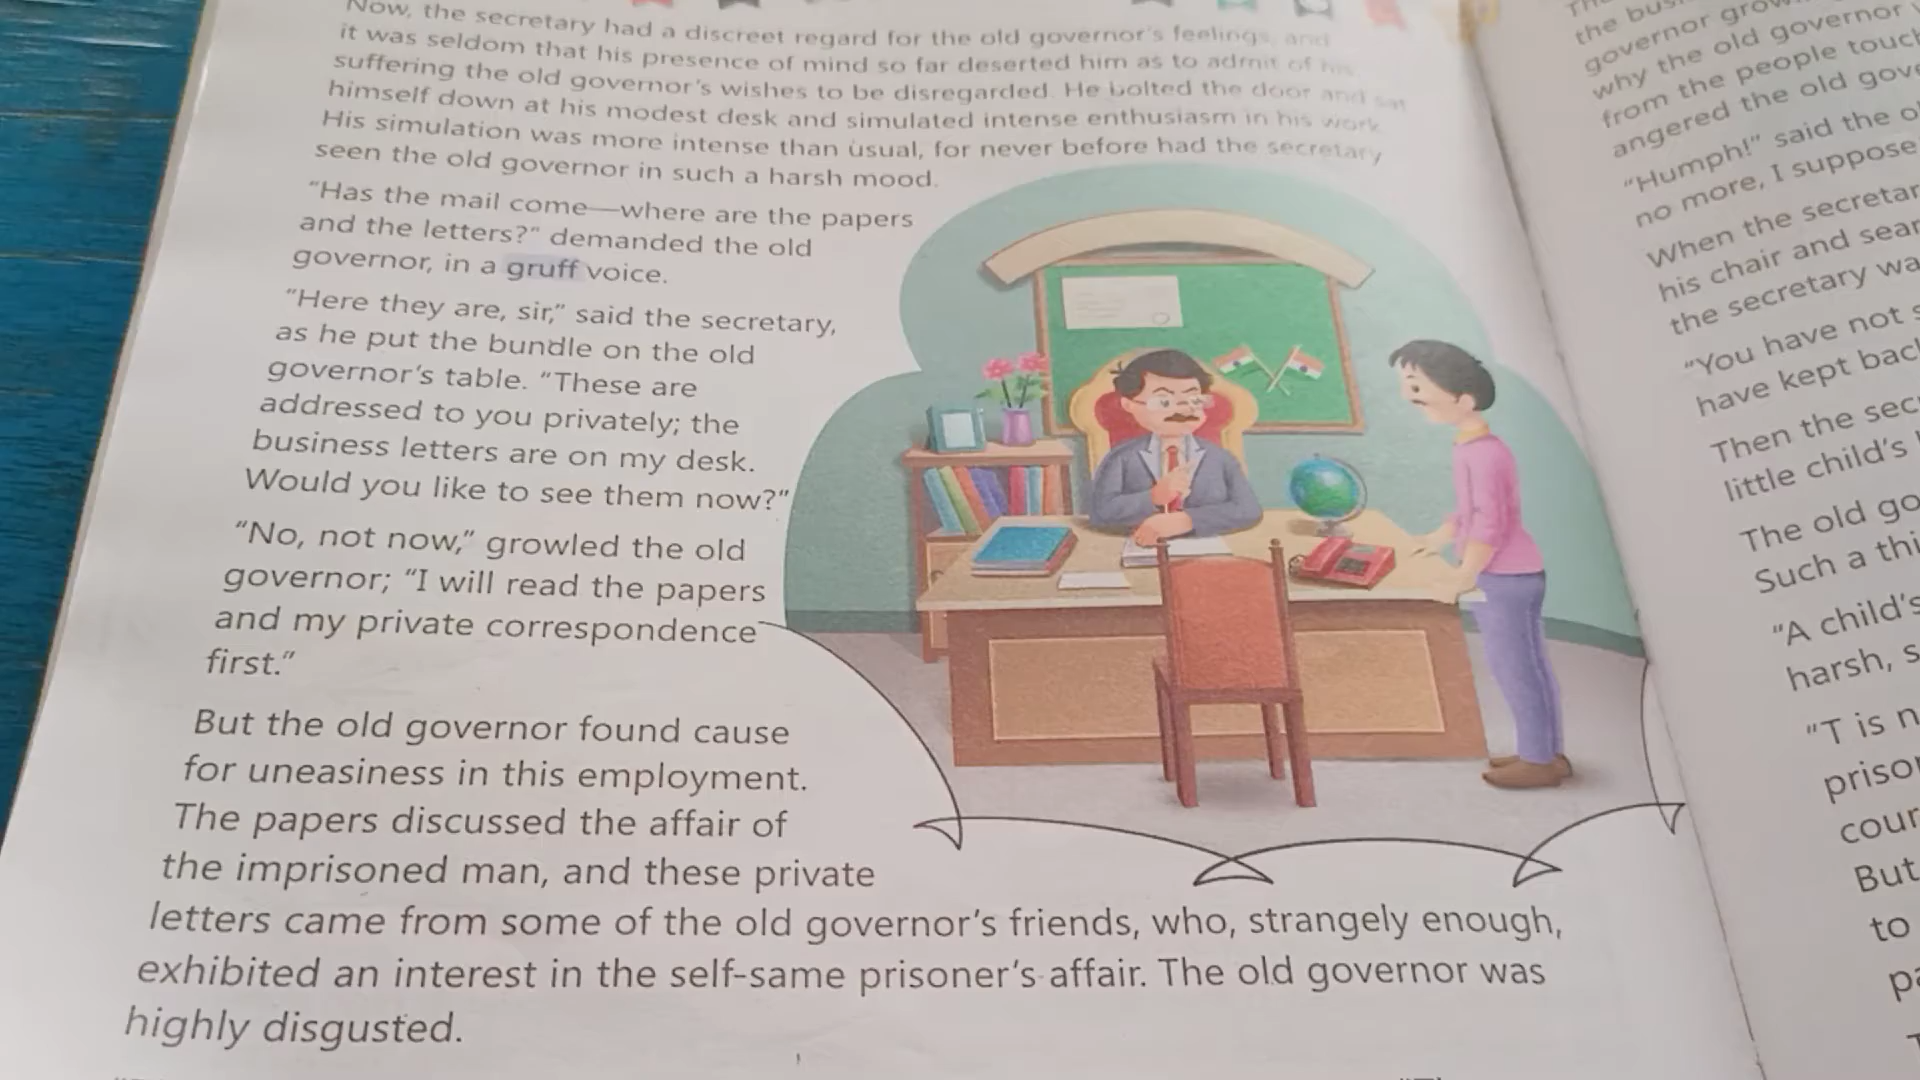 Now, the secretary had a discreet regard for the old governor's feelings, and
it was seldom that his presence of mind so far deserted him as to admit of his
suffering the old governor's wishes to be disregarded. He bolted the door and sat
himself down at his modest desk and simulated intense enthusiasm in his work.
His simulation was more intense than usual, for never before had the secretary
seen the old governor in such a harsh mood.
"Has the mail come—where are the papers
and the letters?" demanded the old
governor, in a gruff voice.
"Here they are, sir," said the secretary,
as he put the bundle on the old
governor's table. "These are
addressed to you privately; the
business letters are on my desk.
Would you like to see them now?"
"No, not now," growled the old
governor; "I will read the papers
and my private correspondence
first."
But the old governor found cause
for uneasiness in this employment.
The papers discussed the affair of
the imprisoned man, and these private
letters came from some of the old governor's friends, who, strangely enough,
exhibited an interest in the self-same prisoner's affair. The old governor was
highly disgusted.
the
governor
why the old governor
from the people
angered the old
"Humph!" said the
no more, I suppose
When the
his chair and
the secretary
"You have not
have kept
Then the
little child's
The old
Such a
"A child's
harsh,
"T is
But
to